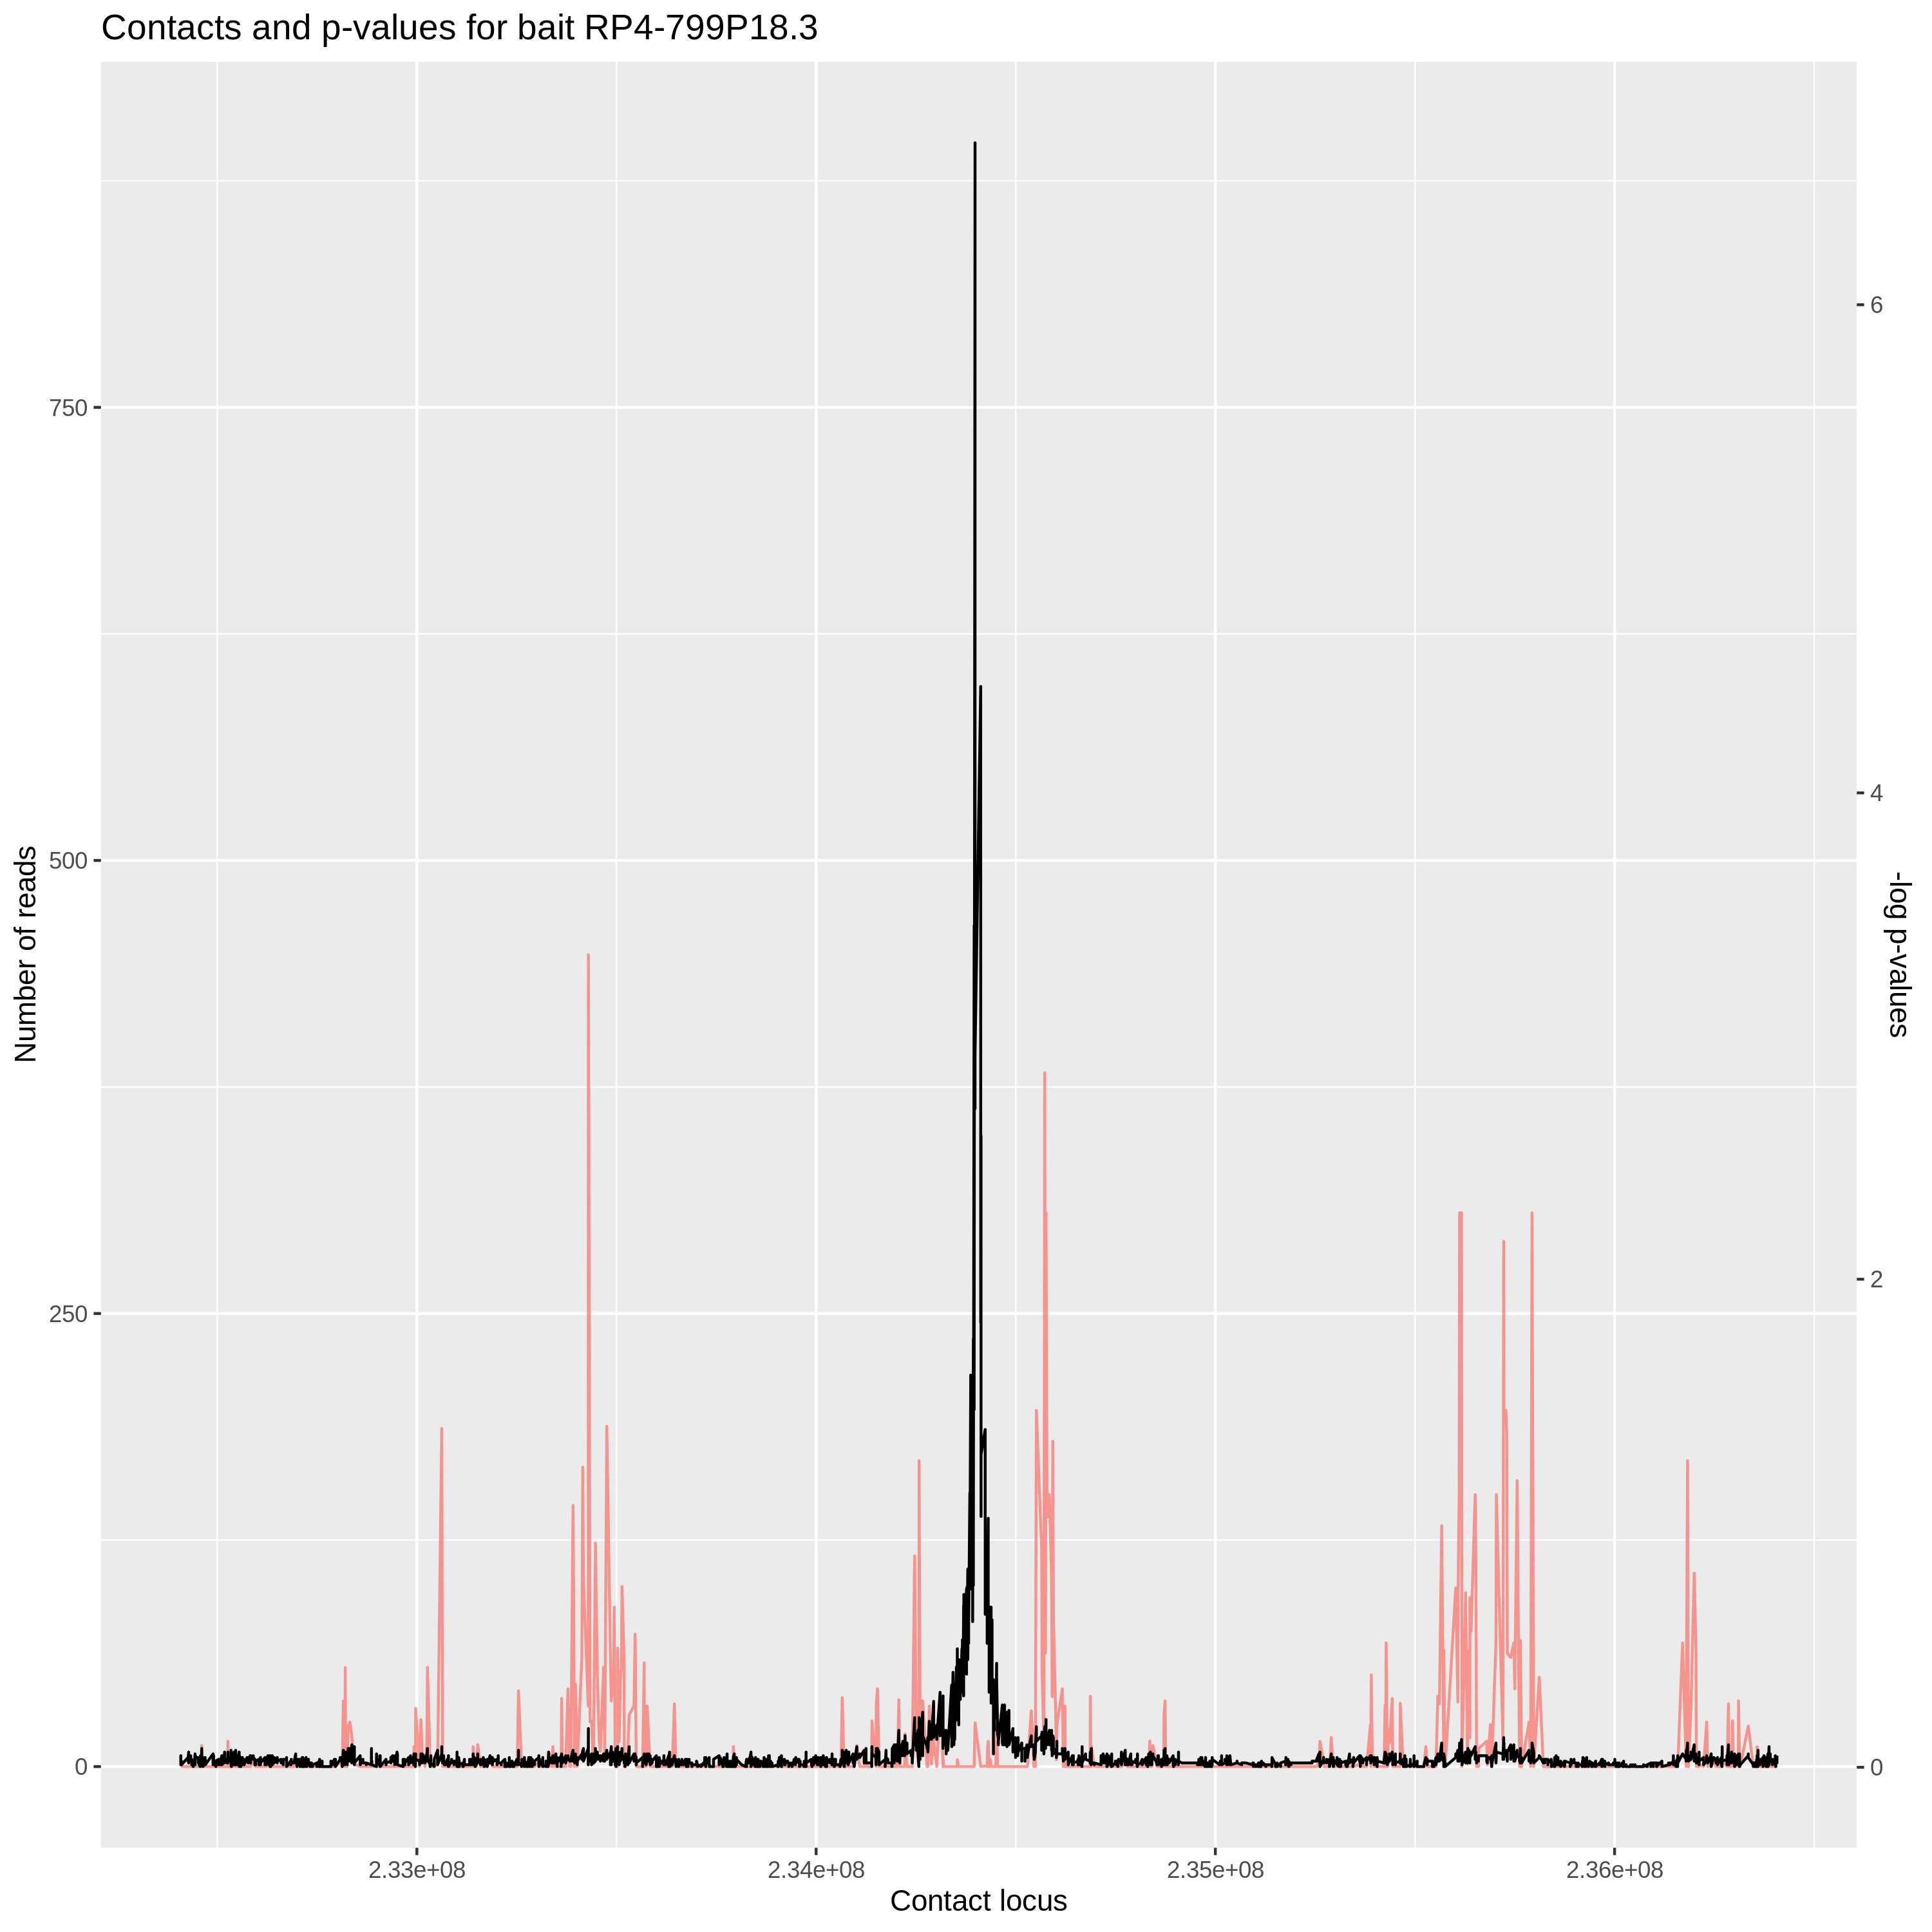 Contacts and p-values for bait RP4-799P18.3
750
500
250
0
Number of reads
6
4
2
0
-log p-values
2.33e+08
2.34e+08
2.35e+08
2.36e+08
Contact locus